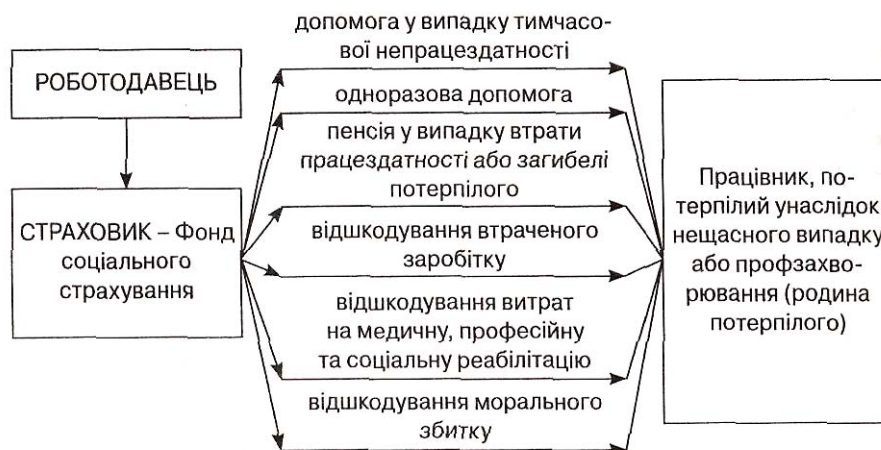 допомога у випадку тимчасо-
вої непрацездатності
РОБОТОДАВЕЦЬ
одноразова допомога
пенсія у випадку втрати
працездатності або загибелі
потерпілого
СТРАХОВИК – Фонд
соціального
страхування
відшкодування втраченого
заробітку
відшкодування витрат
на медичну, професійну
та соціальну реабілітацію
відшкодування морального
збитку
Працівник, по-
терпілий унаслідок
нещасного випадку
або профзахво-
рювання (родина
потерпілого)